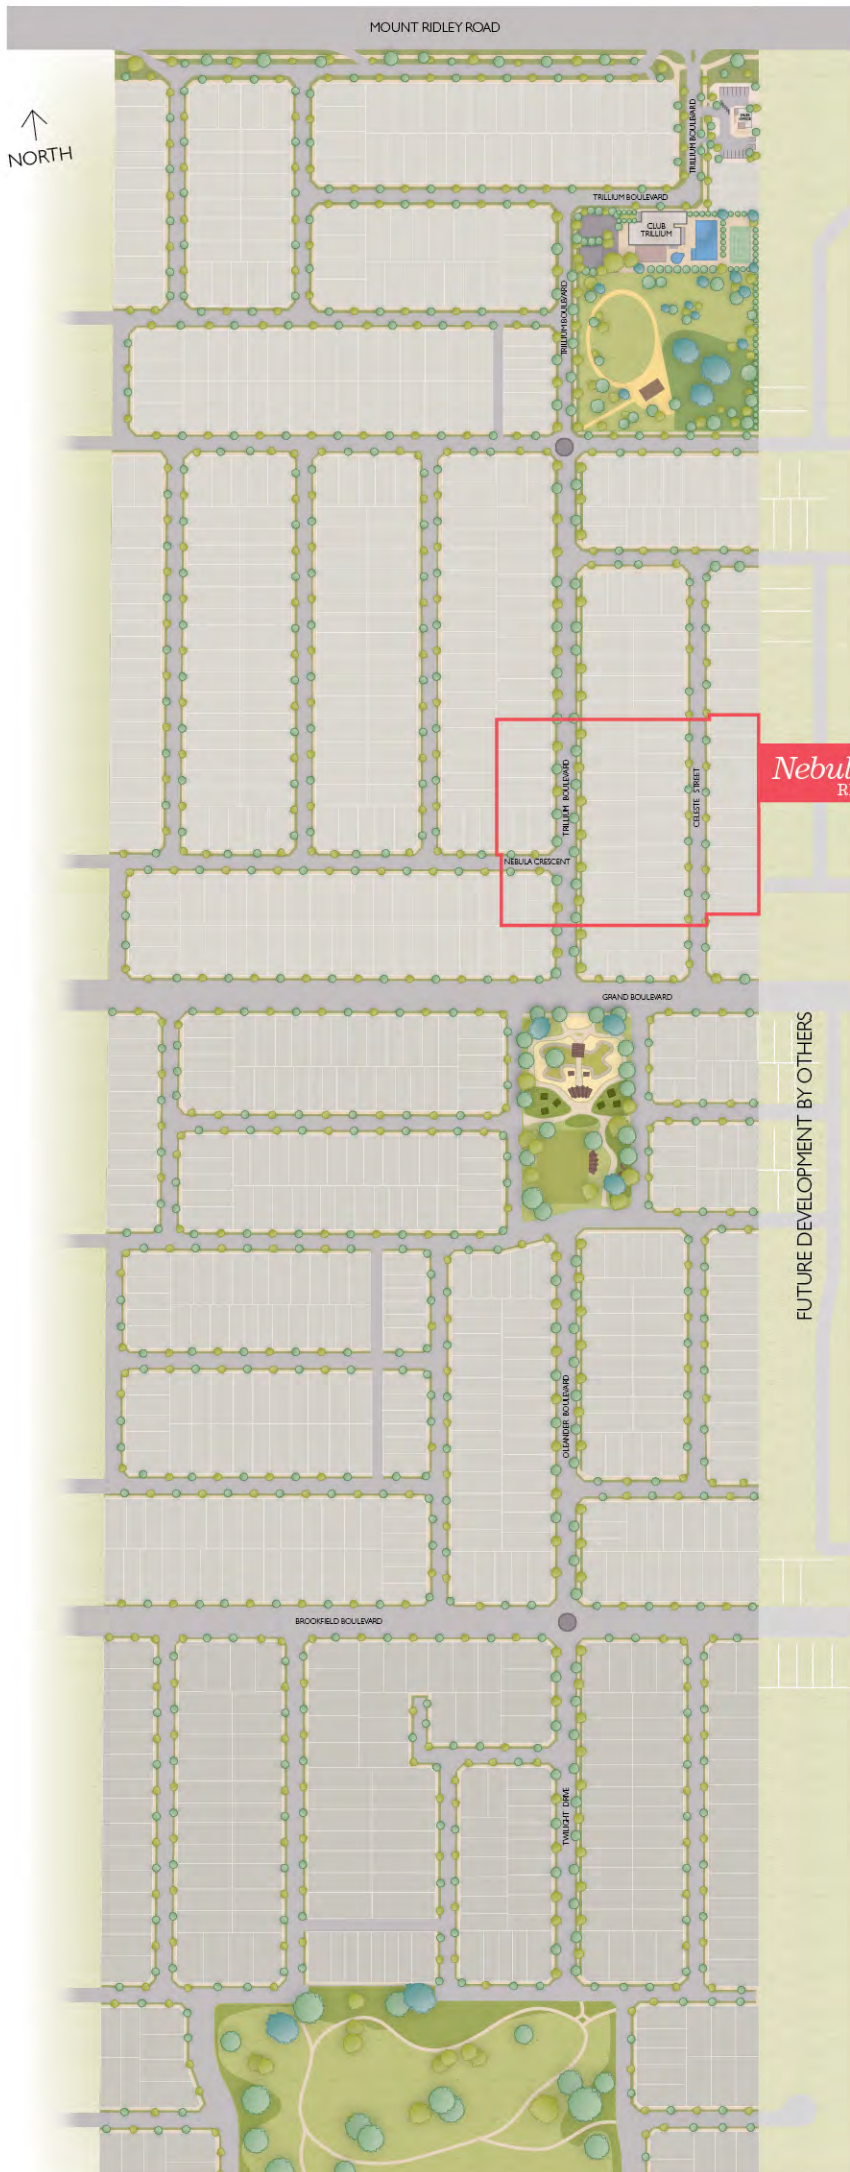 MOUNT RIDLEY ROAD
NORTH
TRILLIUM BOULEVARD
TRILLIUM BOULEVARD
CLUB
TRILLIUM
TRILLIUM BOULEVARD
TRILLIUM BOULEVARD
CELESTE STREET
Nebul
R
NEBULA CRESCENT
GRAND BOULEVARD
FUTURE DEVELOPMENT BY OTHERS
OLEANDER BOULEVARD
BROOKFIELD BOULEVARD
TWILIGHT DRIVE